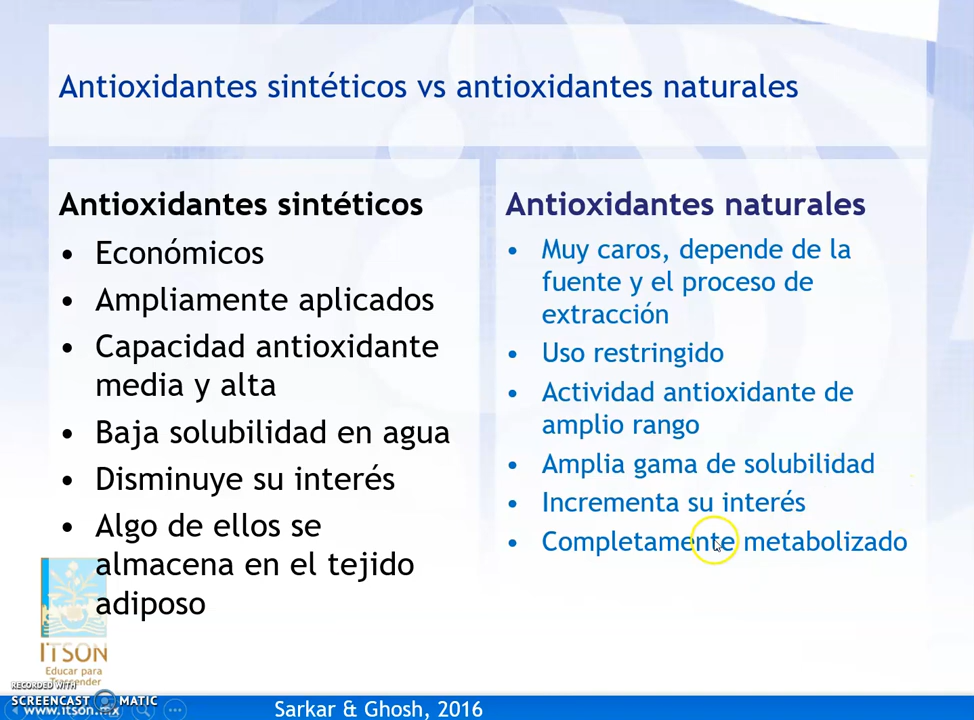 Antioxidantes sintéticos vs antioxidantes naturales
Antioxidantes sintéticos
• Económicos
• Ampliamente aplicados
• Capacidad antioxidante
media y alta
• Baja solubilidad en agua
• Disminuye su interés
• Algo de ellos se
almacena en el tejido
adiposo
Antioxidantes naturales
• Muy caros, depende de la
fuente y el proceso de
extracción
• Uso restringido
• Actividad antioxidante de
amplio rango
• Amplia gama de solubilidad
• Incrementa su interés
• Completamente metabolizado
ITSON
Educar para
Trascender
RECORDED WITH
SCREENCAST MATIC
www.itson.mx
Sarkar & Ghosh, 2016